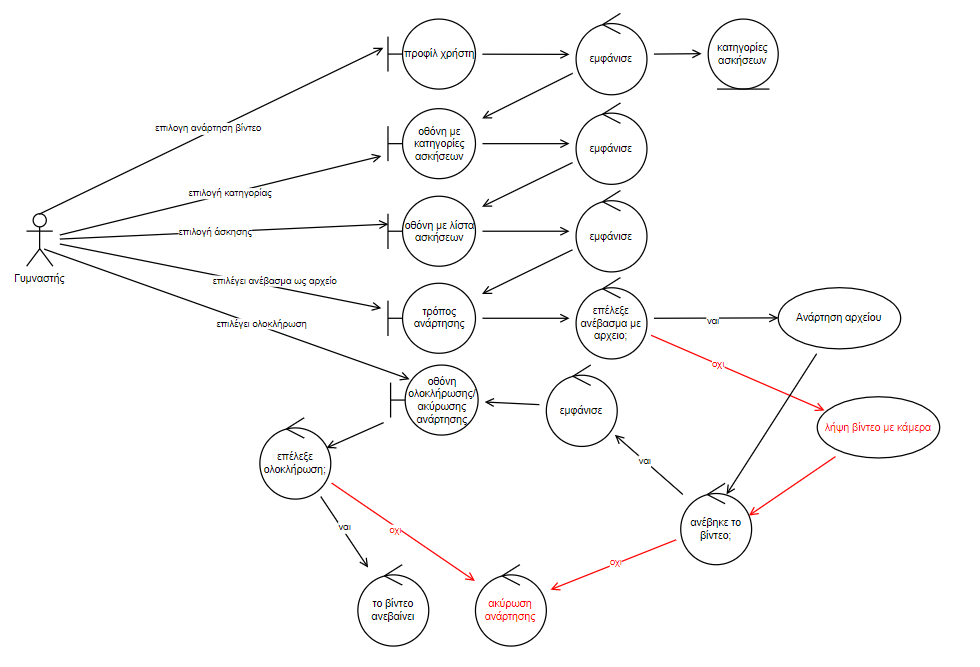 προφίλ χρήστη
εμφάνισε
κατηγορίες
ασκήσεων
επιλογη ανάρτηση βίντεο
οθόνη με
κατηγορίες
ασκήσεων
εμφάνισε
επιλογή κατηγορίας
οθόνη με λίστα
ασκήσεων
εμφάνισε
επιλογή άσκησης
Γυμναστής
επιλέγει ανέβασμα ως αρχείο
τρόπος
ανάρτησης
επέλεξε
ανέβασμα με
αρχειο;
ναι
Ανάρτηση αρχείου
επιλέγει ολοκλήρωση
οχι
οθόνη
ολοκλήρωσης/
ακύρωσης
ανάρτησης
εμφάνισε
λήψη βίντεο με κάμερα
επέλεξε
ολοκλήρωση;
ναι
ανέβηκε το
βίντεο;
ναι
οχι
οχι
το βίντεο
ανεβαίνει
ακύρωση
ανάρτησης